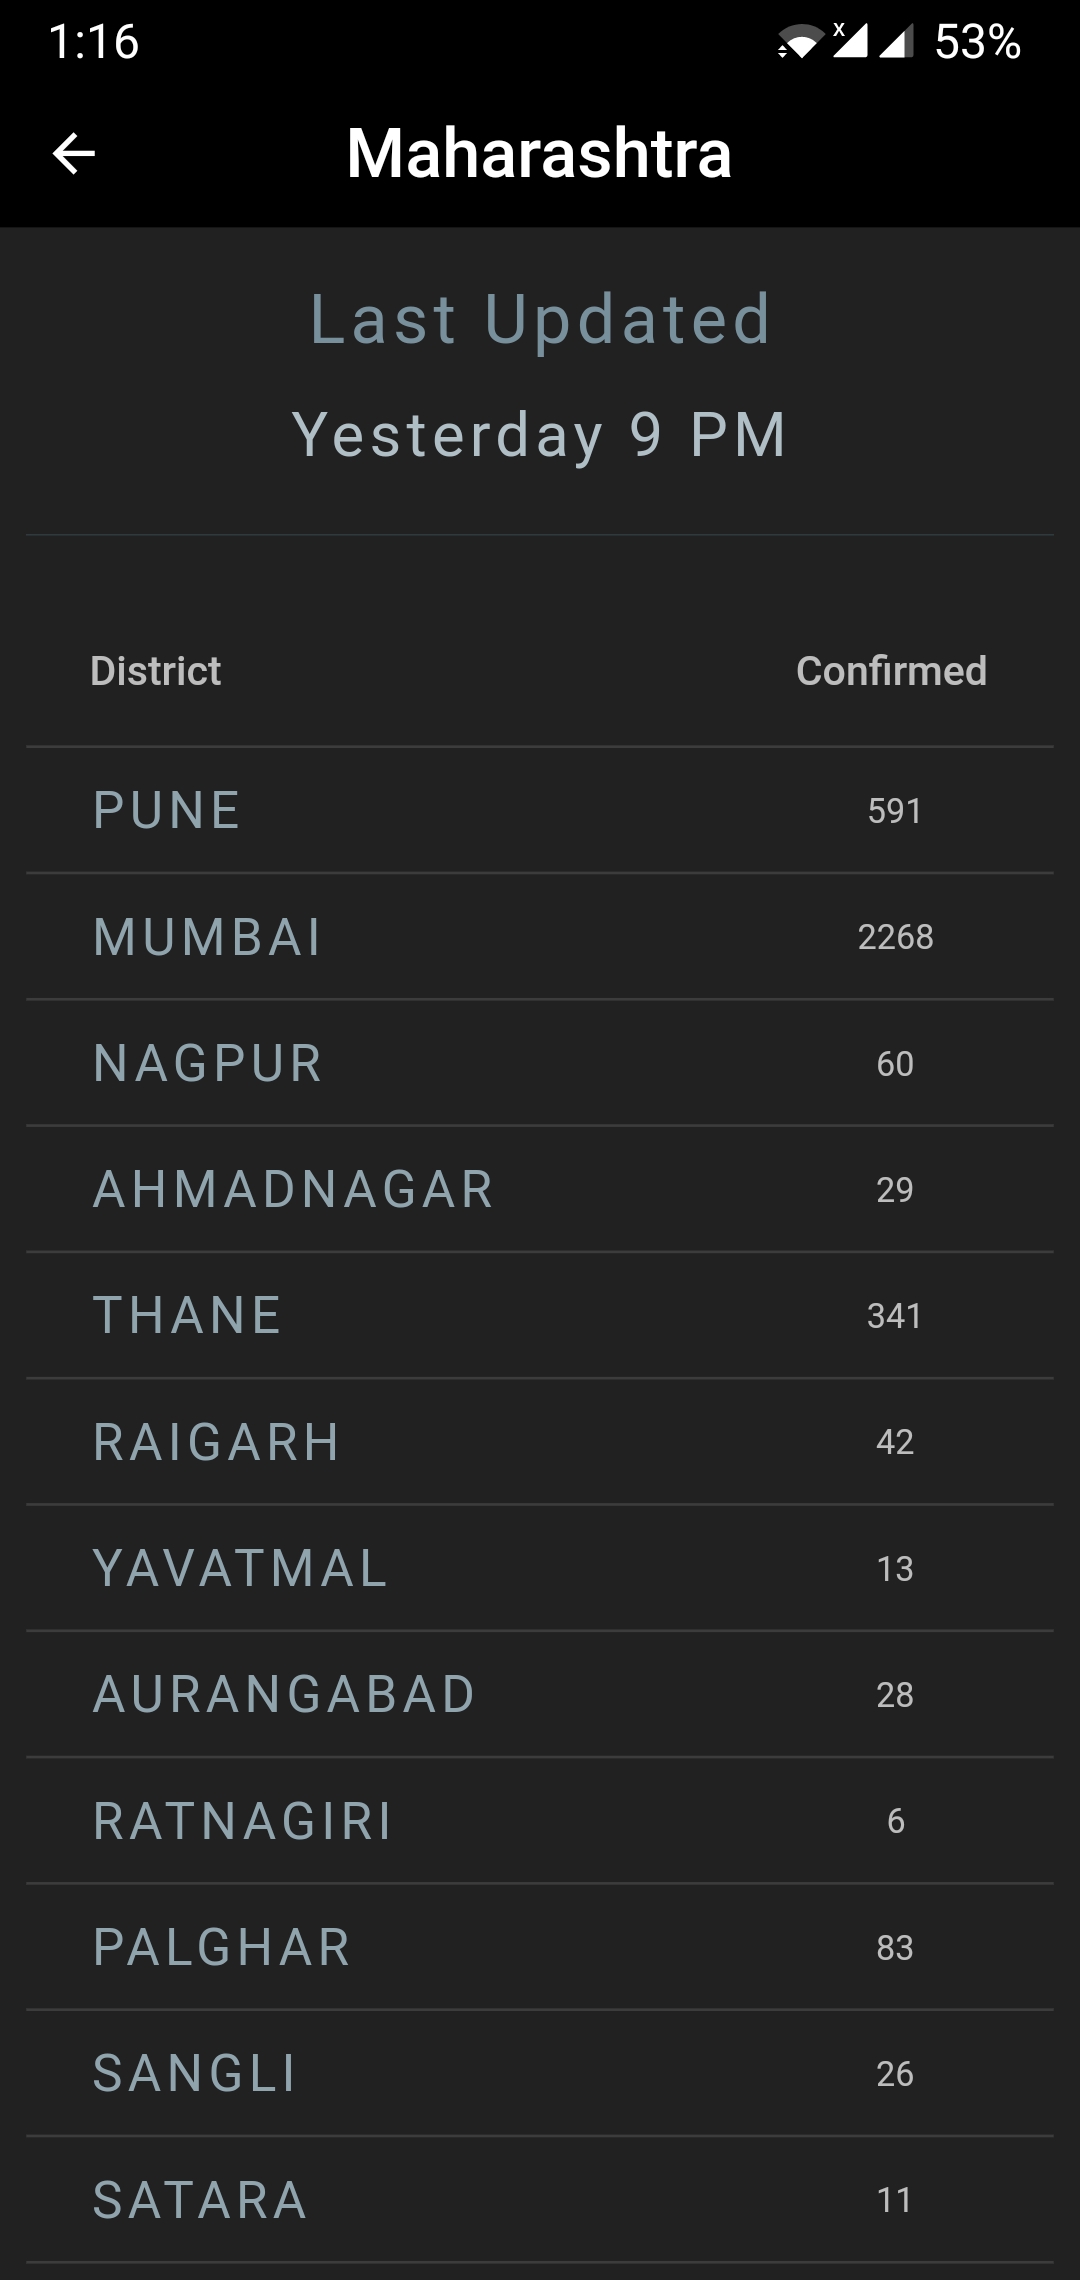 1:16 x 53%
Maharashtra
Last Updated
Yesterday 9 PM
District Confirmed
PUNE 591
MUMBAI 2268
NAGPUR 60
AHMADNAGAR 29
THANE 341
RAIGARH 42
YAVATMAL 13
AURANGABAD 28
RATNAGIRI 6
PALGHAR 83
SANGLI 26
SATARA 11